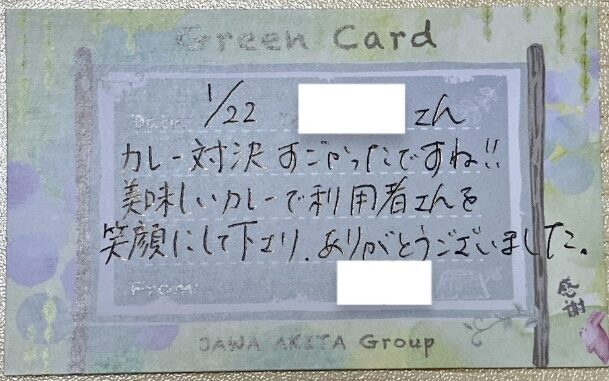 Green Card
1/22 さん
カレー対決 すごかったですね!!
美味しいカレーで利用者さんを
笑顔にして下さり、ありがとうございました。
From:
感謝
JAWA AKITA Group